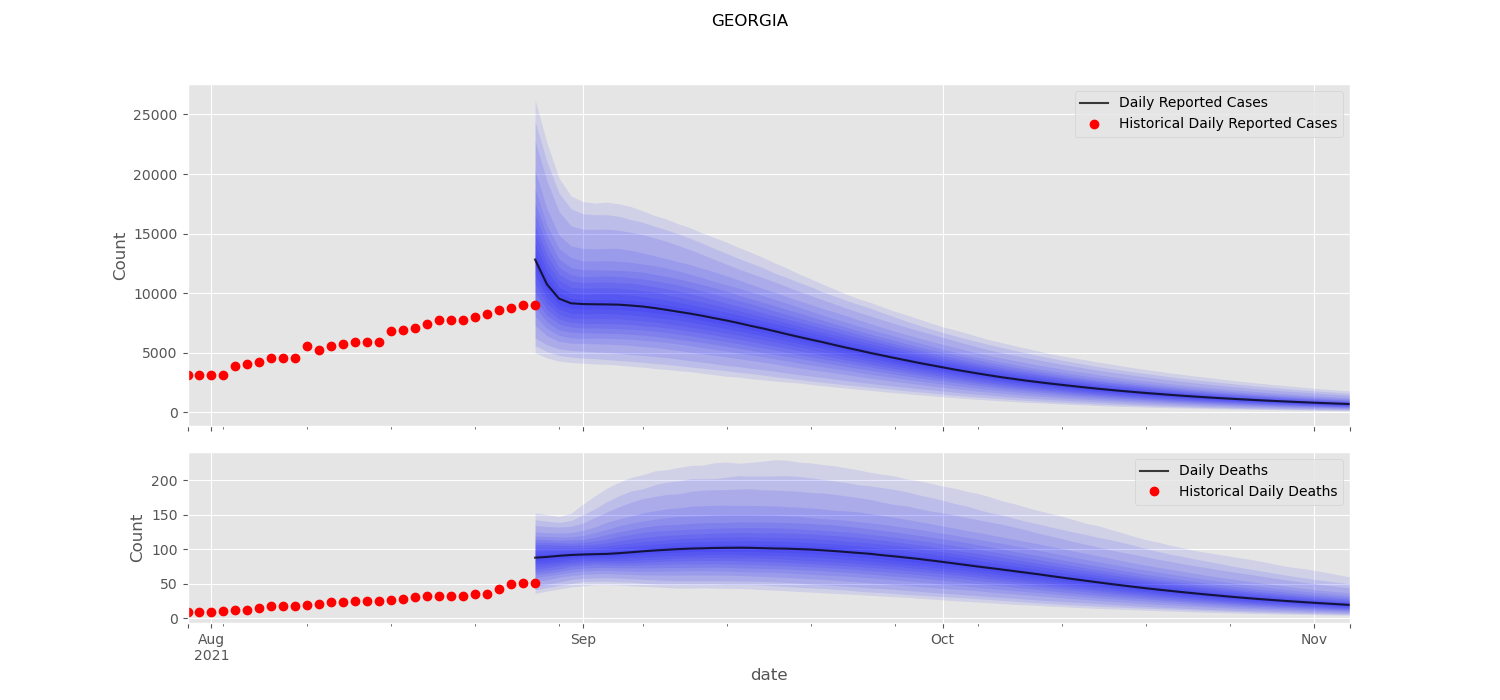 GEORGIA
Daily Reported Cases
Historical Daily Reported Cases
Count
25000
20000
15000
10000
5000
0
Daily Deaths
Historical Daily Deaths
Count
200
150
100
50
0
Aug
2021
Sep
Oct
Nov
date